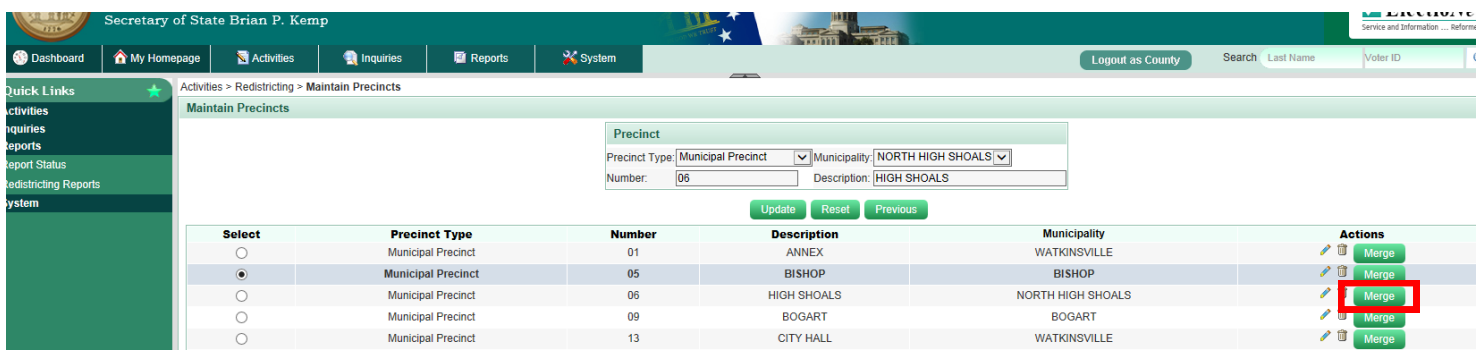 Secretary of State Brian P. Kemp
Service and Information ... Reforme
Dashboard My Homepage Activities Inquiries Reports System Logout as County Search Last Name Voter ID
Quick Links
Activities > Redistricting > Maintain Precincts
ctivities
Maintain Precincts
nquiries
eports
Precinct
eport Status
Precinct Type: Municipal Precinct Municipality: NORTH HIGH SHOALS
edistricting Reports
Number: 06 Description: HIGH SHOALS
ystem
Update Reset Previous
Select Precinct Type Number Description Municipality Actions
Municipal Precinct 01 ANNEX WATKINSVILLE Merge
Municipal Precinct 05 BISHOP BISHOP Merge
Municipal Precinct 06 HIGH SHOALS NORTH HIGH SHOALS Merge
Municipal Precinct 09 BOGART BOGART Merge
Municipal Precinct 13 CITY HALL WATKINSVILLE Merge